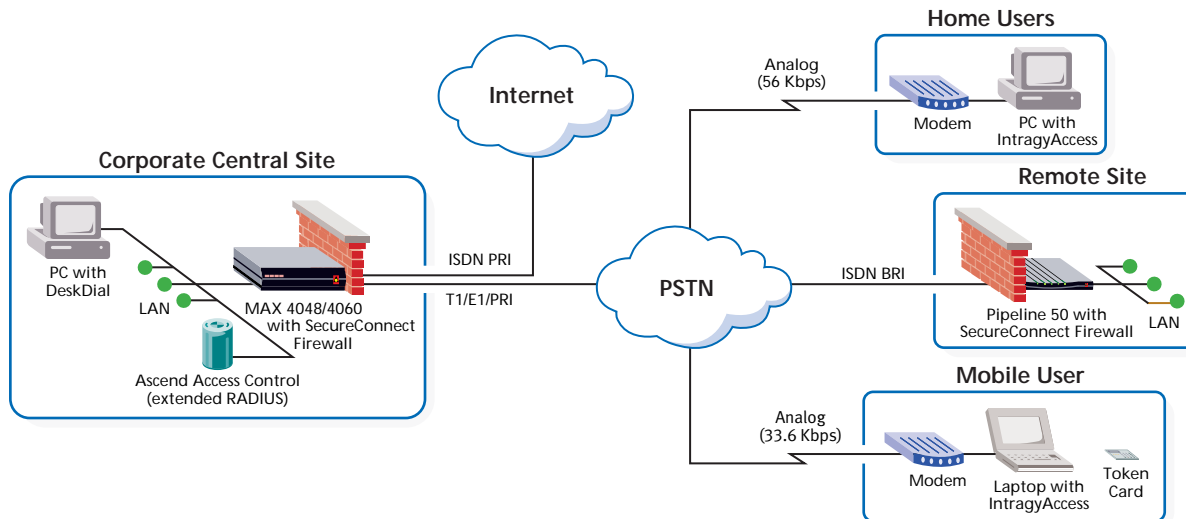 Home Users
Analog
(56 Kbps)
Internet
Modem
PC with
IntragyAccess
Corporate Central Site
Remote Site
PC with
DeskDial
LAN
MAX 4048/4060
with SecureConnect
Firewall
ISDN PRI
T1/E1/PRI
PSTN
ISDN BRI
Pipeline 50 with
SecureConnect Firewall
LAN
Ascend Access Control
(extended RADIUS)
Mobile User
Analog
(33.6 Kbps)
Modem
Laptop with
IntragyAccess
Token
Card